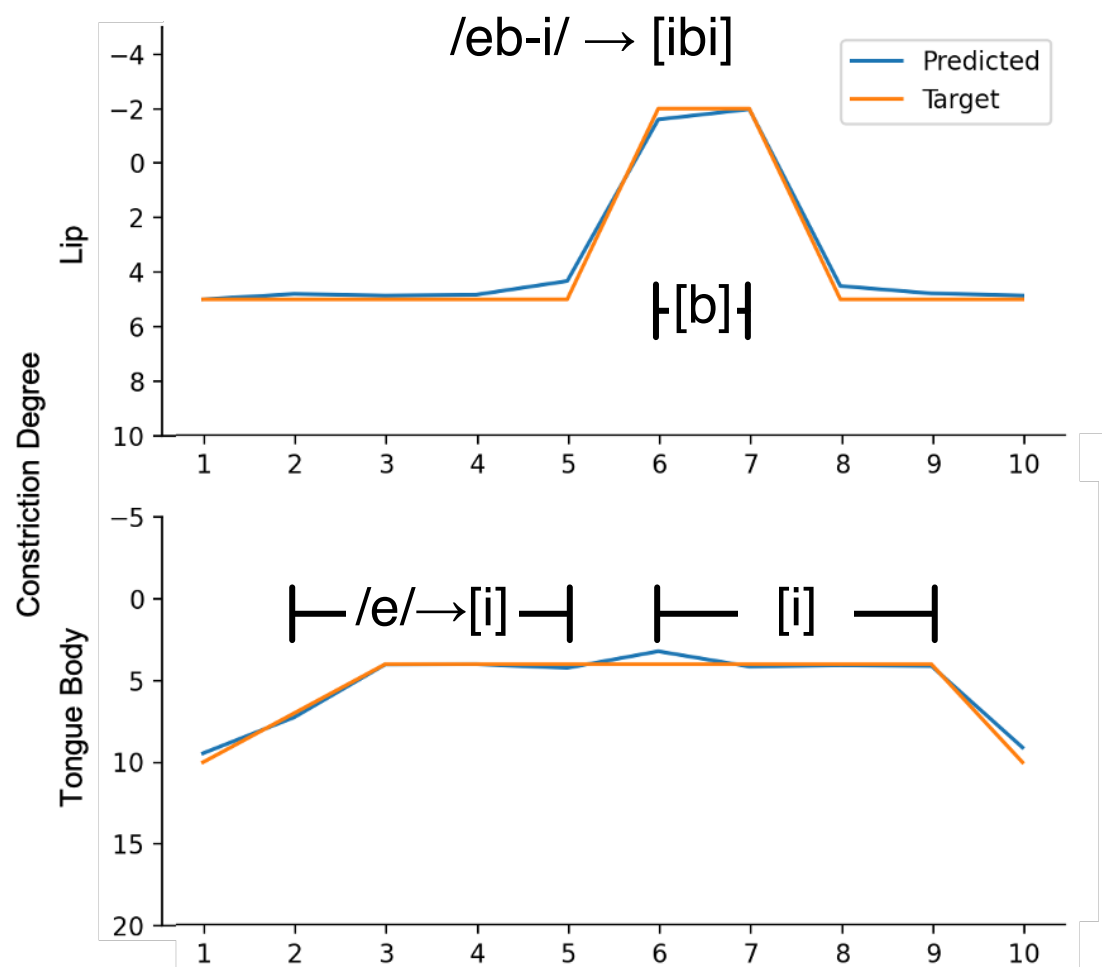 /eb-i/ → [ibi]
Predicted
Target
−4
−2
0
2
4
6
8
10
Lip
[b]
1 2 3 4 5 6 7 8 9 10
Constriction Degree
−5
0
5
10
15
20
Tongue Body
/e/→[i]
[i]
1 2 3 4 5 6 7 8 9 10